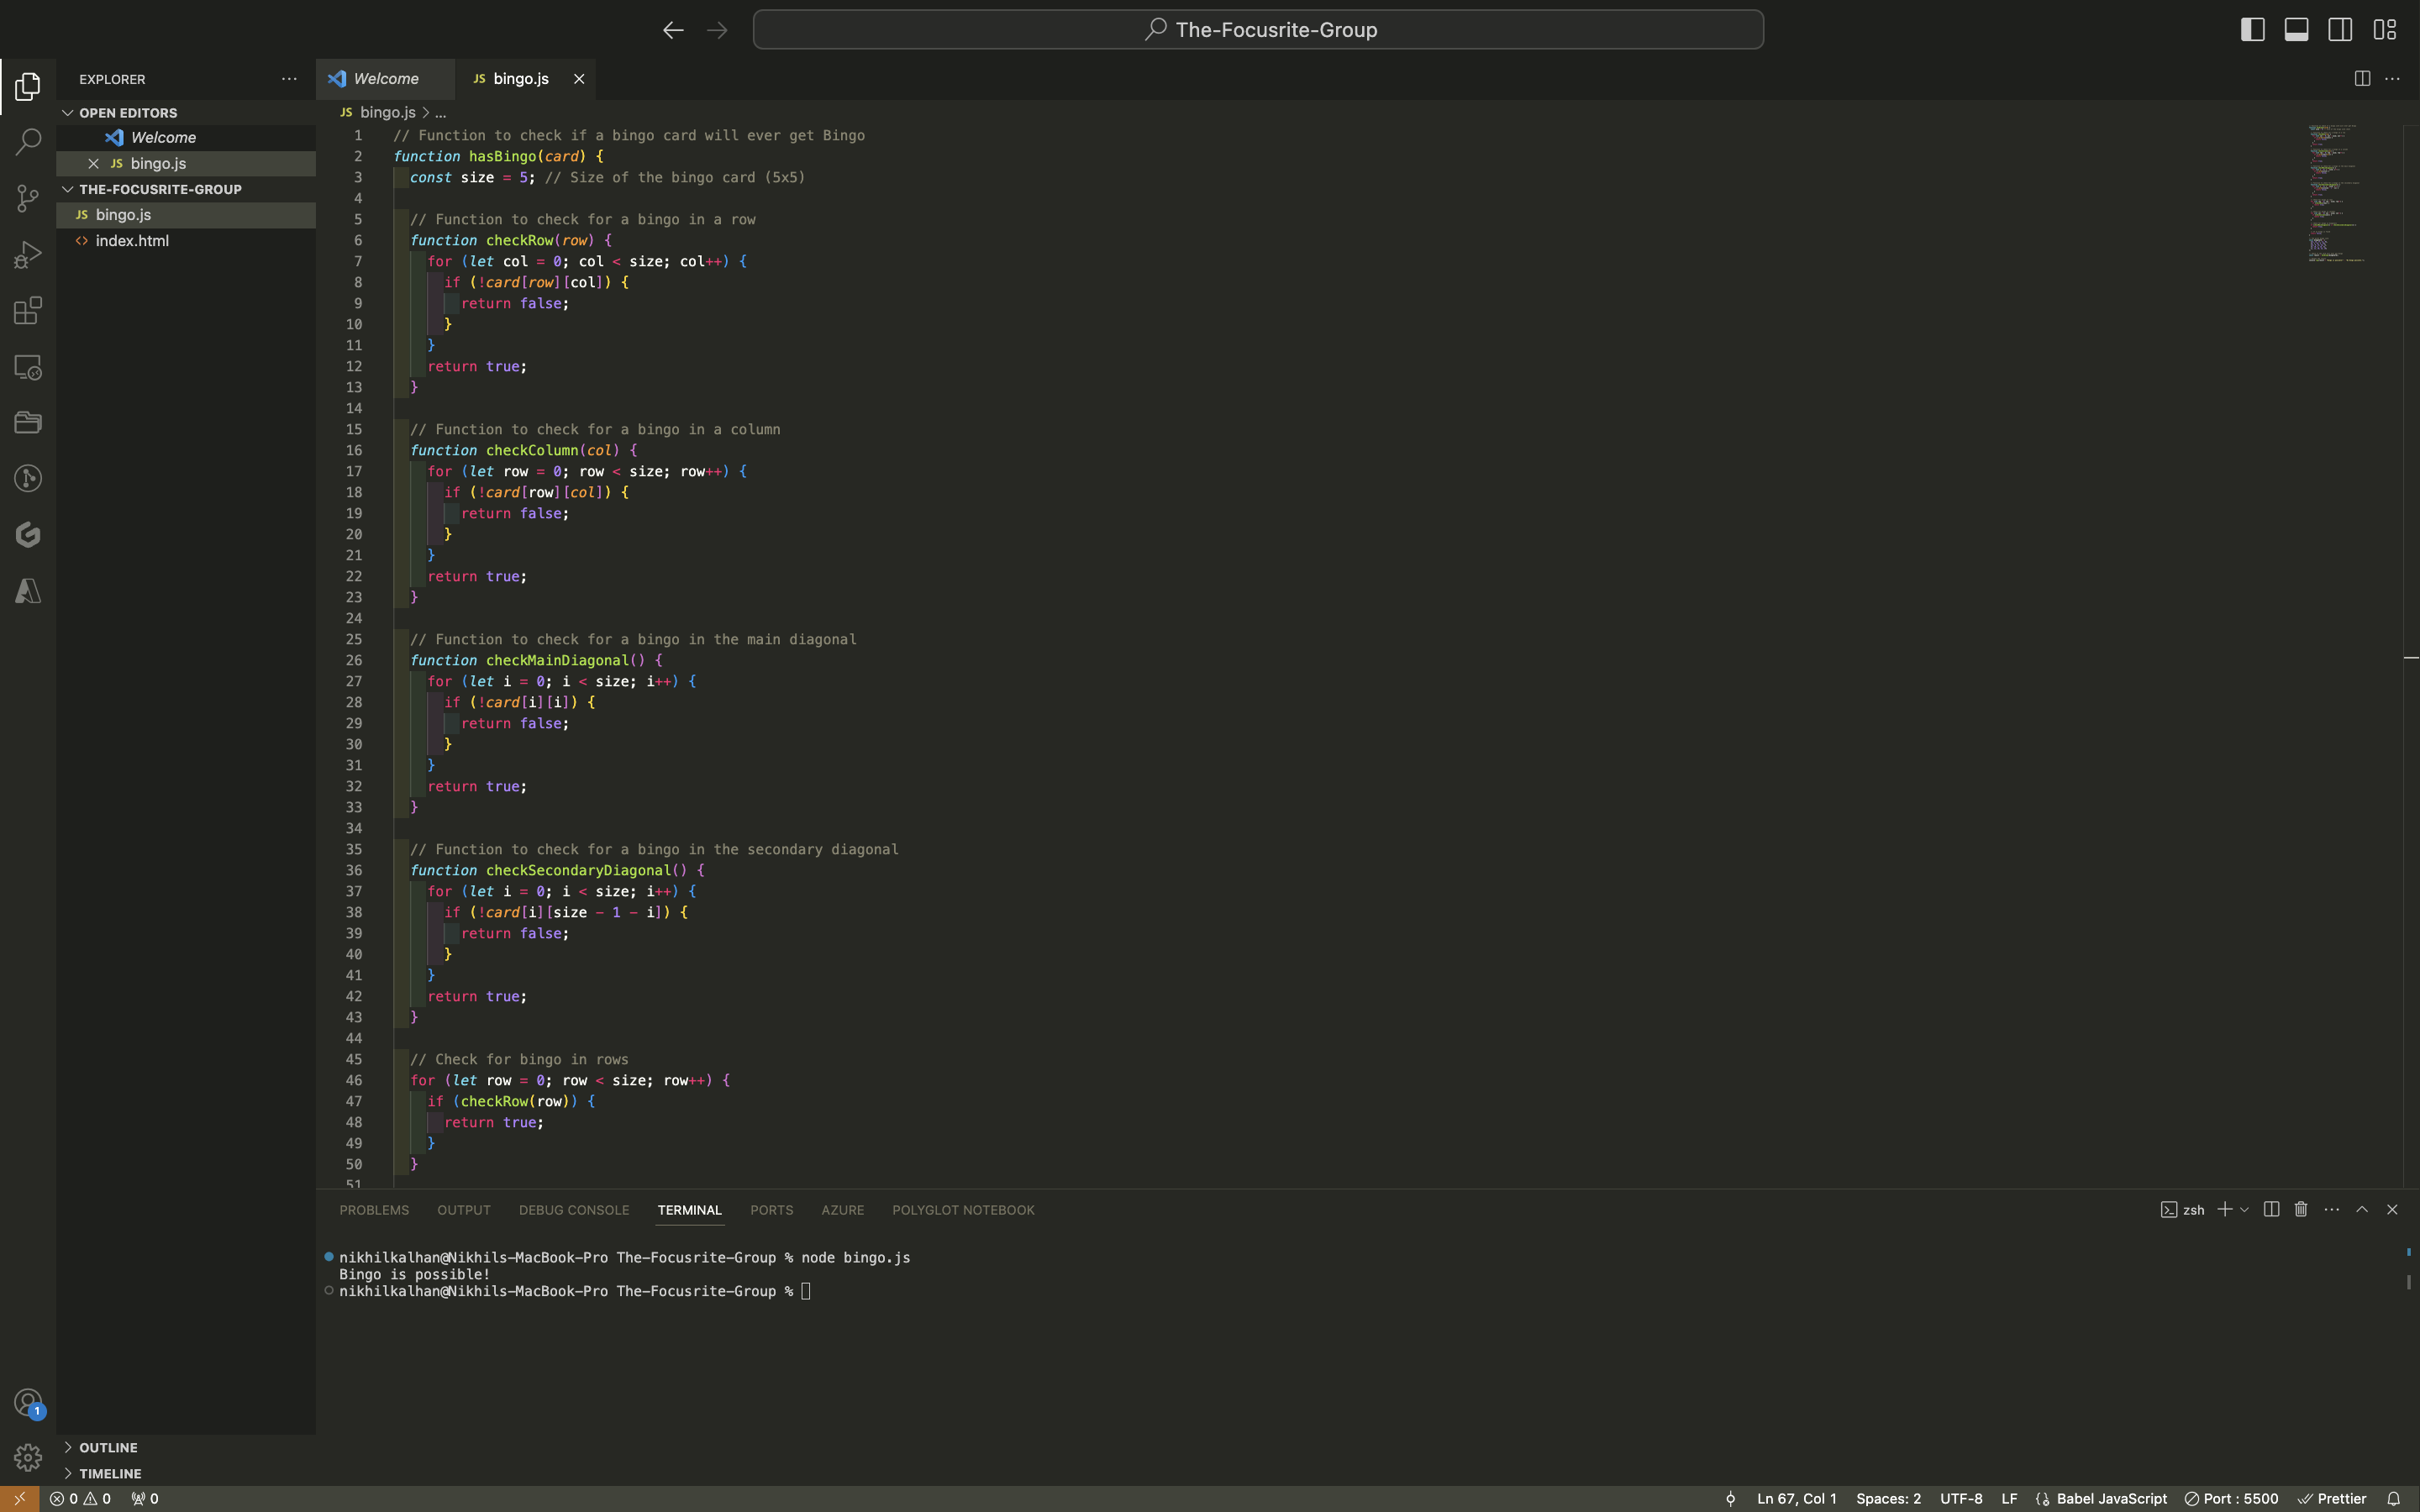 The-Focusrite-Group
EXPLORER
OPEN EDITORS
Welcome
JS bingo.js
THE-FOCUSRITE-GROUP
JS bingo.js
<> index.html
OUTLINE
TIMELINE
Welcome
JS bingo.js
JS bingo.js > ...
1 // Function to check if a bingo card will ever get Bingo
2 function hasBingo(card) {
3   const size = 5; // Size of the bingo card (5x5)
4
5   // Function to check for a bingo in a row
6   function checkRow(row) {
7     for (let col = 0; col < size; col++) {
8       if (!card[row][col]) {
9         return false;
10       }
11     }
12     return true;
13   }
14
15   // Function to check for a bingo in a column
16   function checkColumn(col) {
17     for (let row = 0; row < size; row++) {
18       if (!card[row][col]) {
19         return false;
20       }
21     }
22     return true;
23   }
24
25   // Function to check for a bingo in the main diagonal
26   function checkMainDiagonal() {
27     for (let i = 0; i < size; i++) {
28       if (!card[i][i]) {
29         return false;
30       }
31     }
32     return true;
33   }
34
35   // Function to check for a bingo in the secondary diagonal
36   function checkSecondaryDiagonal() {
37     for (let i = 0; i < size; i++) {
38       if (!card[i][size - 1 - i]) {
39         return false;
40       }
41     }
42     return true;
43   }
44
45   // Check for bingo in rows
46   for (let row = 0; row < size; row++) {
47     if (checkRow(row)) {
48       return true;
49     }
50   }
51
PROBLEMS OUTPUT DEBUG CONSOLE TERMINAL PORTS AZURE POLYGLOT NOTEBOOK
zsh
nikhilkalhan@Nikhils-MacBook-Pro The-Focusrite-Group % node bingo.js
Bingo is possible!
nikhilkalhan@Nikhils-MacBook-Pro The-Focusrite-Group %
1
0 0 0
Ln 67, Col 1 Spaces: 2 UTF-8 LF Babel JavaScript Port : 5500 Prettier